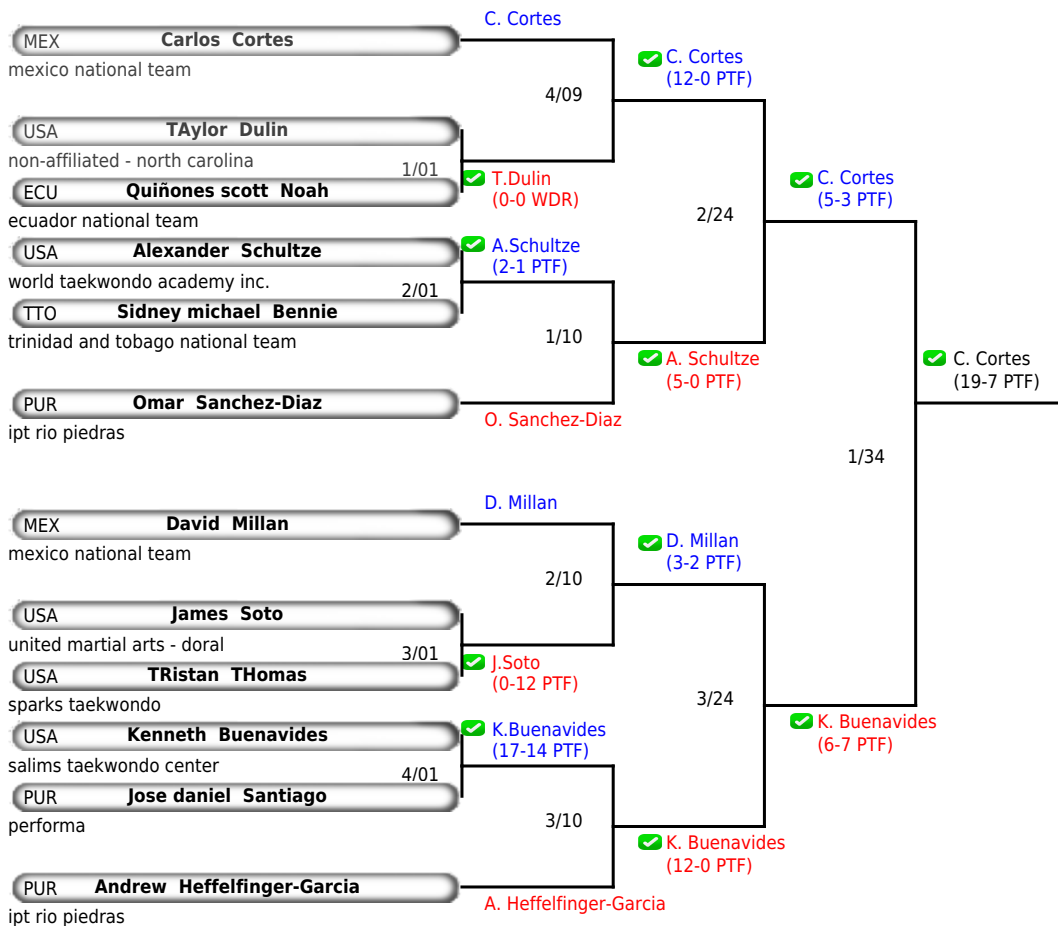 C. Cortes
MEX Carlos Cortes
mexico national team
C. Cortes
(12-0 PTF)
4/09
USA TAylor Dulin
non-affiliated - north carolina
1/01
T.Dulin
(0-0 WDR)
ECU Quiñones scott Noah
ecuador national team
C. Cortes
(5-3 PTF)
2/24
USA Alexander Schultze
world taekwondo academy inc.
A.Schultze
(2-1 PTF)
2/01
TTO Sidney michael Bennie
trinidad and tobago national team
1/10
A. Schultze
(5-0 PTF)
C. Cortes
(19-7 PTF)
PUR Omar Sanchez-Diaz
ipt rio piedras
O. Sanchez-Diaz
1/34
D. Millan
MEX David Millan
mexico national team
D. Millan
(3-2 PTF)
2/10
USA James Soto
united martial arts - doral
3/01
J.Soto
(0-12 PTF)
USA TRistan THomas
sparks taekwondo
3/24
K. Buenavides
(6-7 PTF)
USA Kenneth Buenavides
salims taekwondo center
K.Buenavides
(17-14 PTF)
4/01
PUR Jose daniel Santiago
performa
3/10
K. Buenavides
(12-0 PTF)
PUR Andrew Heffelfinger-Garcia
ipt rio piedras
A. Heffelfinger-Garcia